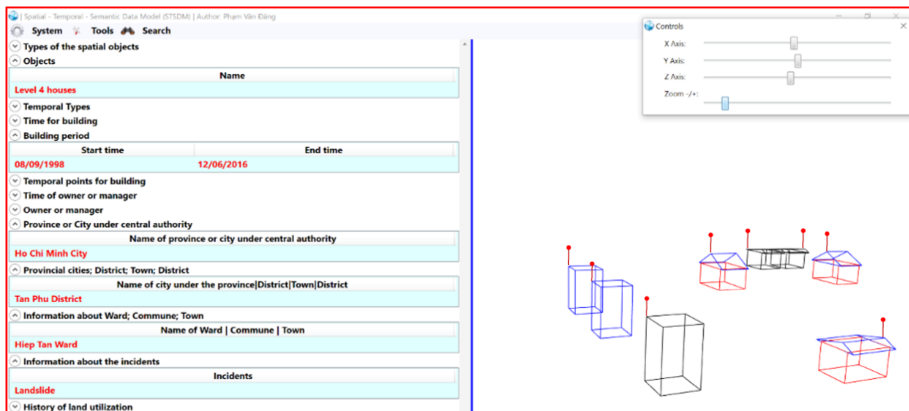 | Spatial - Temporal - Semantic Data Model (STSDM) | Author: Phạm Văn Đăng
System Tools Search
Types of the spatial objects
Objects
Name
Level 4 houses
Temporal Types
Time for building
Building period
Start time End time
08/09/1998 12/06/2016
Temporal points for building
Time of owner or manager
Owner or manager
Province or City under central authority
Name of province or city under central authority
Ho Chi Minh City
Provincial cities; District; Town; District
Name of city under the province|District|Town|District
Tan Phu District
Information about Ward; Commune; Town
Name of Ward | Commune | Town
Hiep Tan Ward
Information about the incidents
Incidents
Landslide
History of land utilization
Controls
X Axis:
Y Axis:
Z Axis:
Zoom -/+: